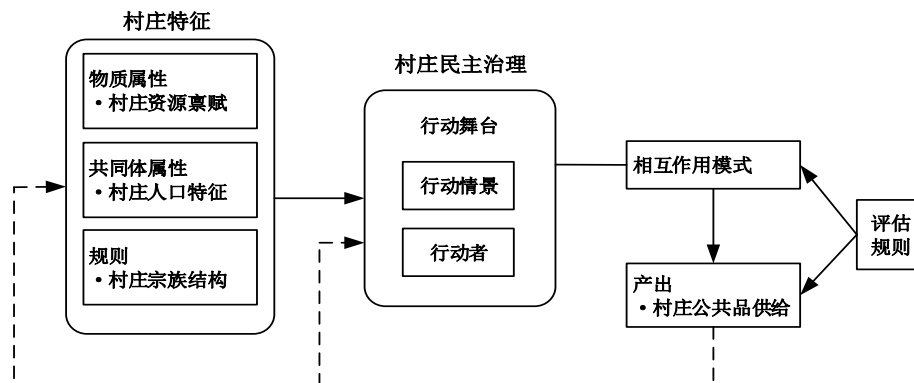 村庄特征
物质属性
• 村庄资源禀赋
共同体属性
• 村庄人口特征
规则
• 村庄宗族结构
村庄民主治理
行动舞台
行动情景
行动者
相互作用模式
产出
• 村庄公共品供给
评估
规则